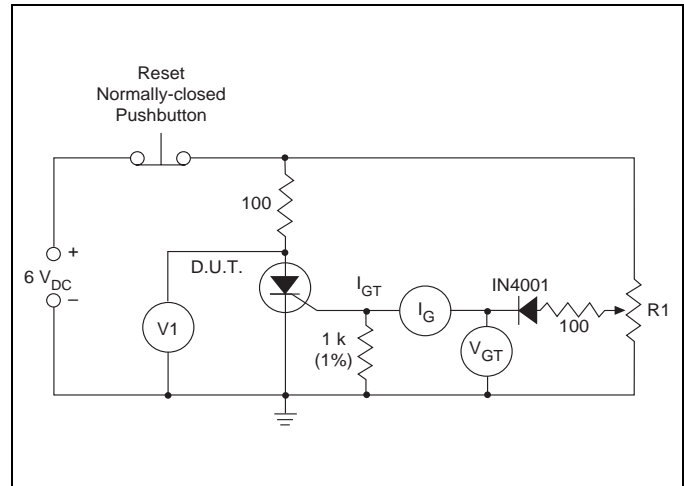 Reset
Normally-closed
Pushbutton
100
+
6 VDC
–
D.U.T.
V1
IGT
IG
1 k
(1%)
IN4001
VGT
100
R1